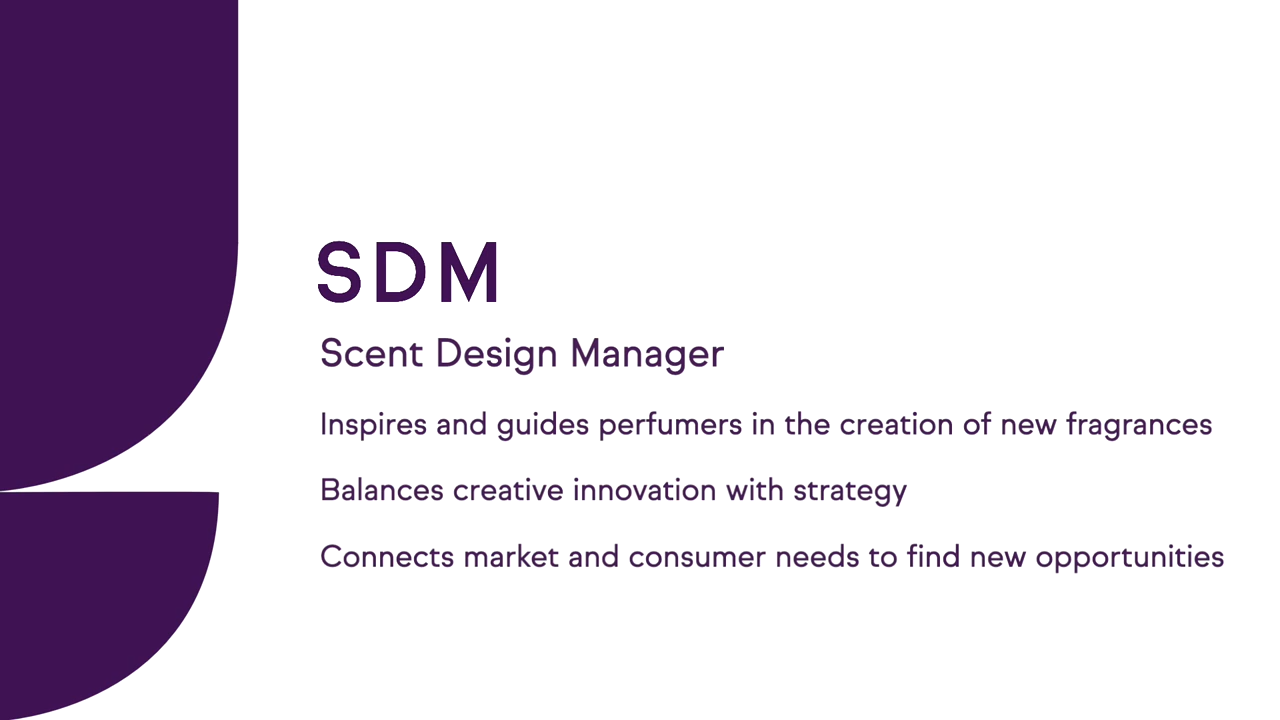 SDM
Scent Design Manager
Inspires and guides perfumers in the creation of new fragrances
Balances creative innovation with strategy
Connects market and consumer needs to find new opportunities